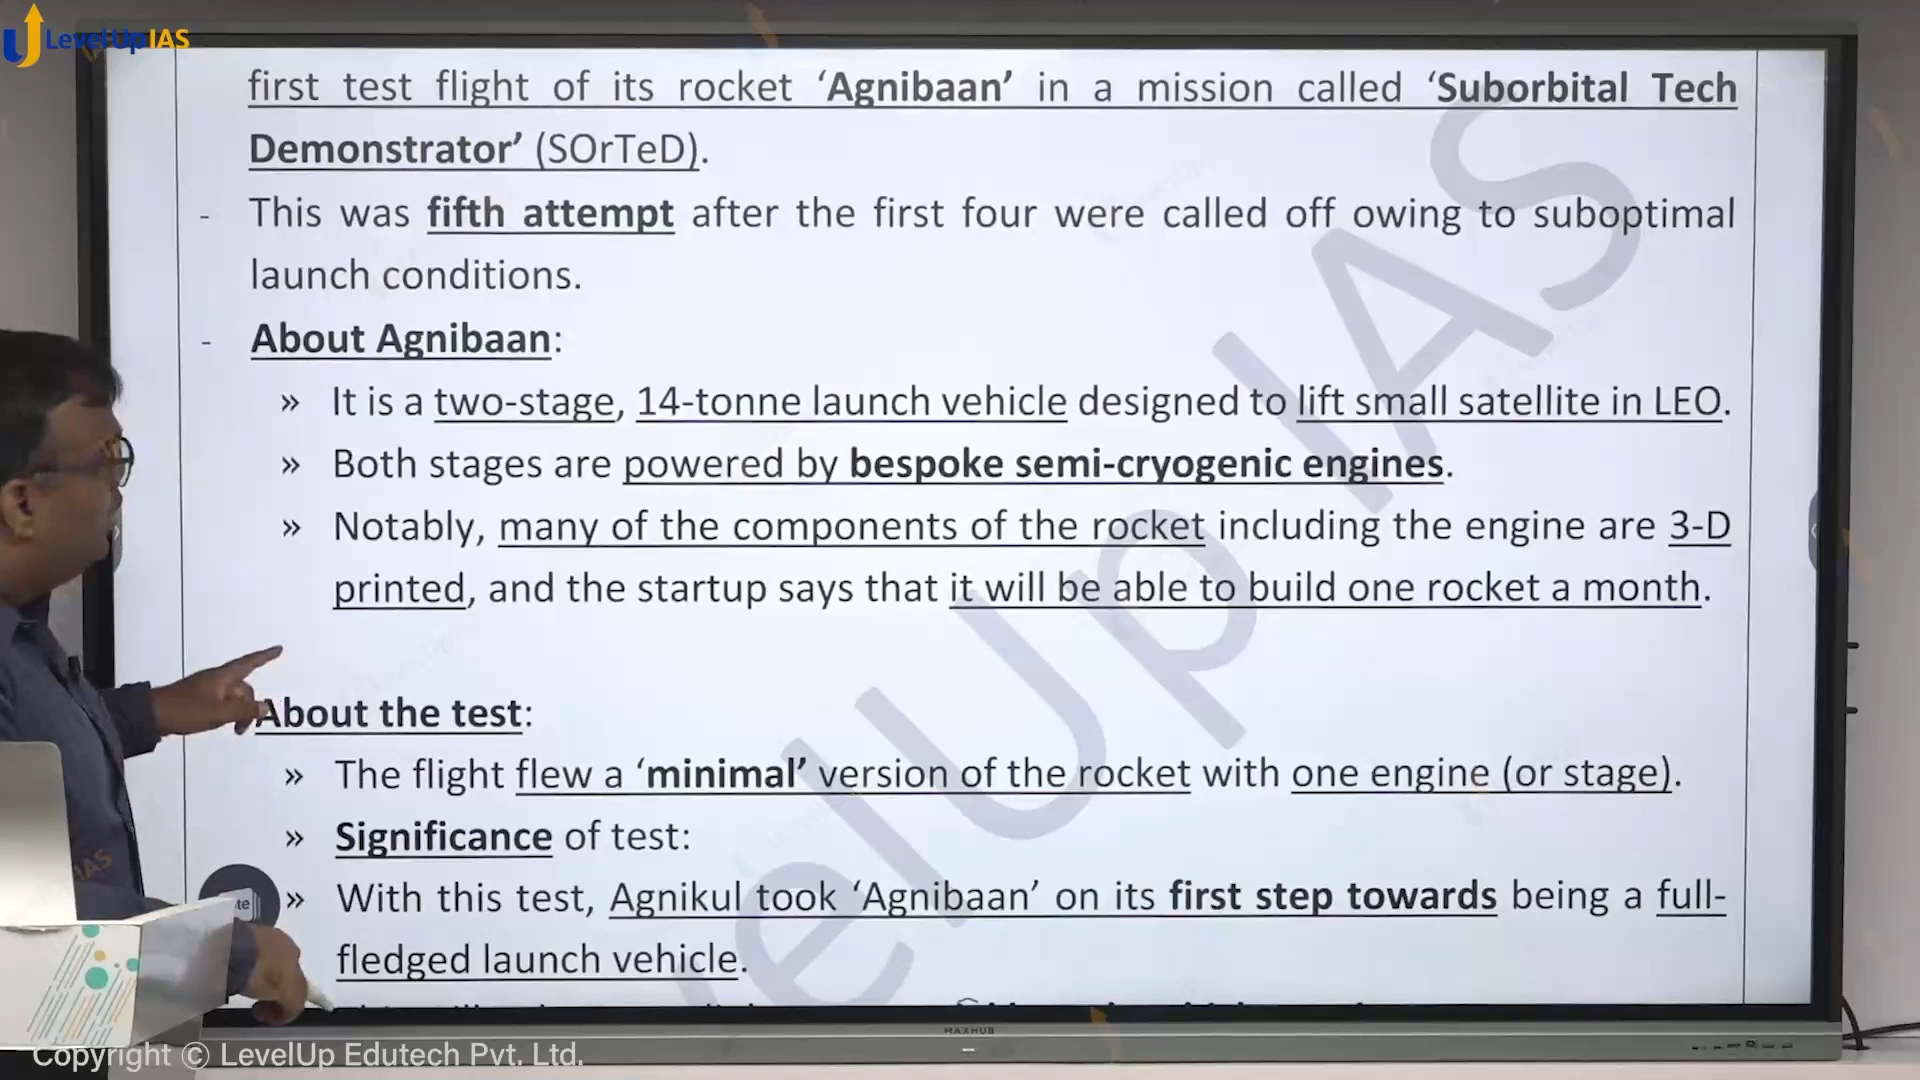 LevelUp IAS
first test flight of its rocket ‘Agnibaan’ in a mission called ‘Suborbital Tech
Demonstrator’ (SOrTeD).
- This was fifth attempt after the first four were called off owing to suboptimal
launch conditions.
- About Agnibaan:
» It is a two-stage, 14-tonne launch vehicle designed to lift small satellite in LEO.
» Both stages are powered by bespoke semi-cryogenic engines.
» Notably, many of the components of the rocket including the engine are 3-D
printed, and the startup says that it will be able to build one rocket a month.
About the test:
» The flight flew a ‘minimal’ version of the rocket with one engine (or stage).
» Significance of test:
» With this test, Agnikul took ‘Agnibaan’ on its first step towards being a full-
fledged launch vehicle.
MAXHUB
Copyright © LevelUp Edutech Pvt. Ltd.